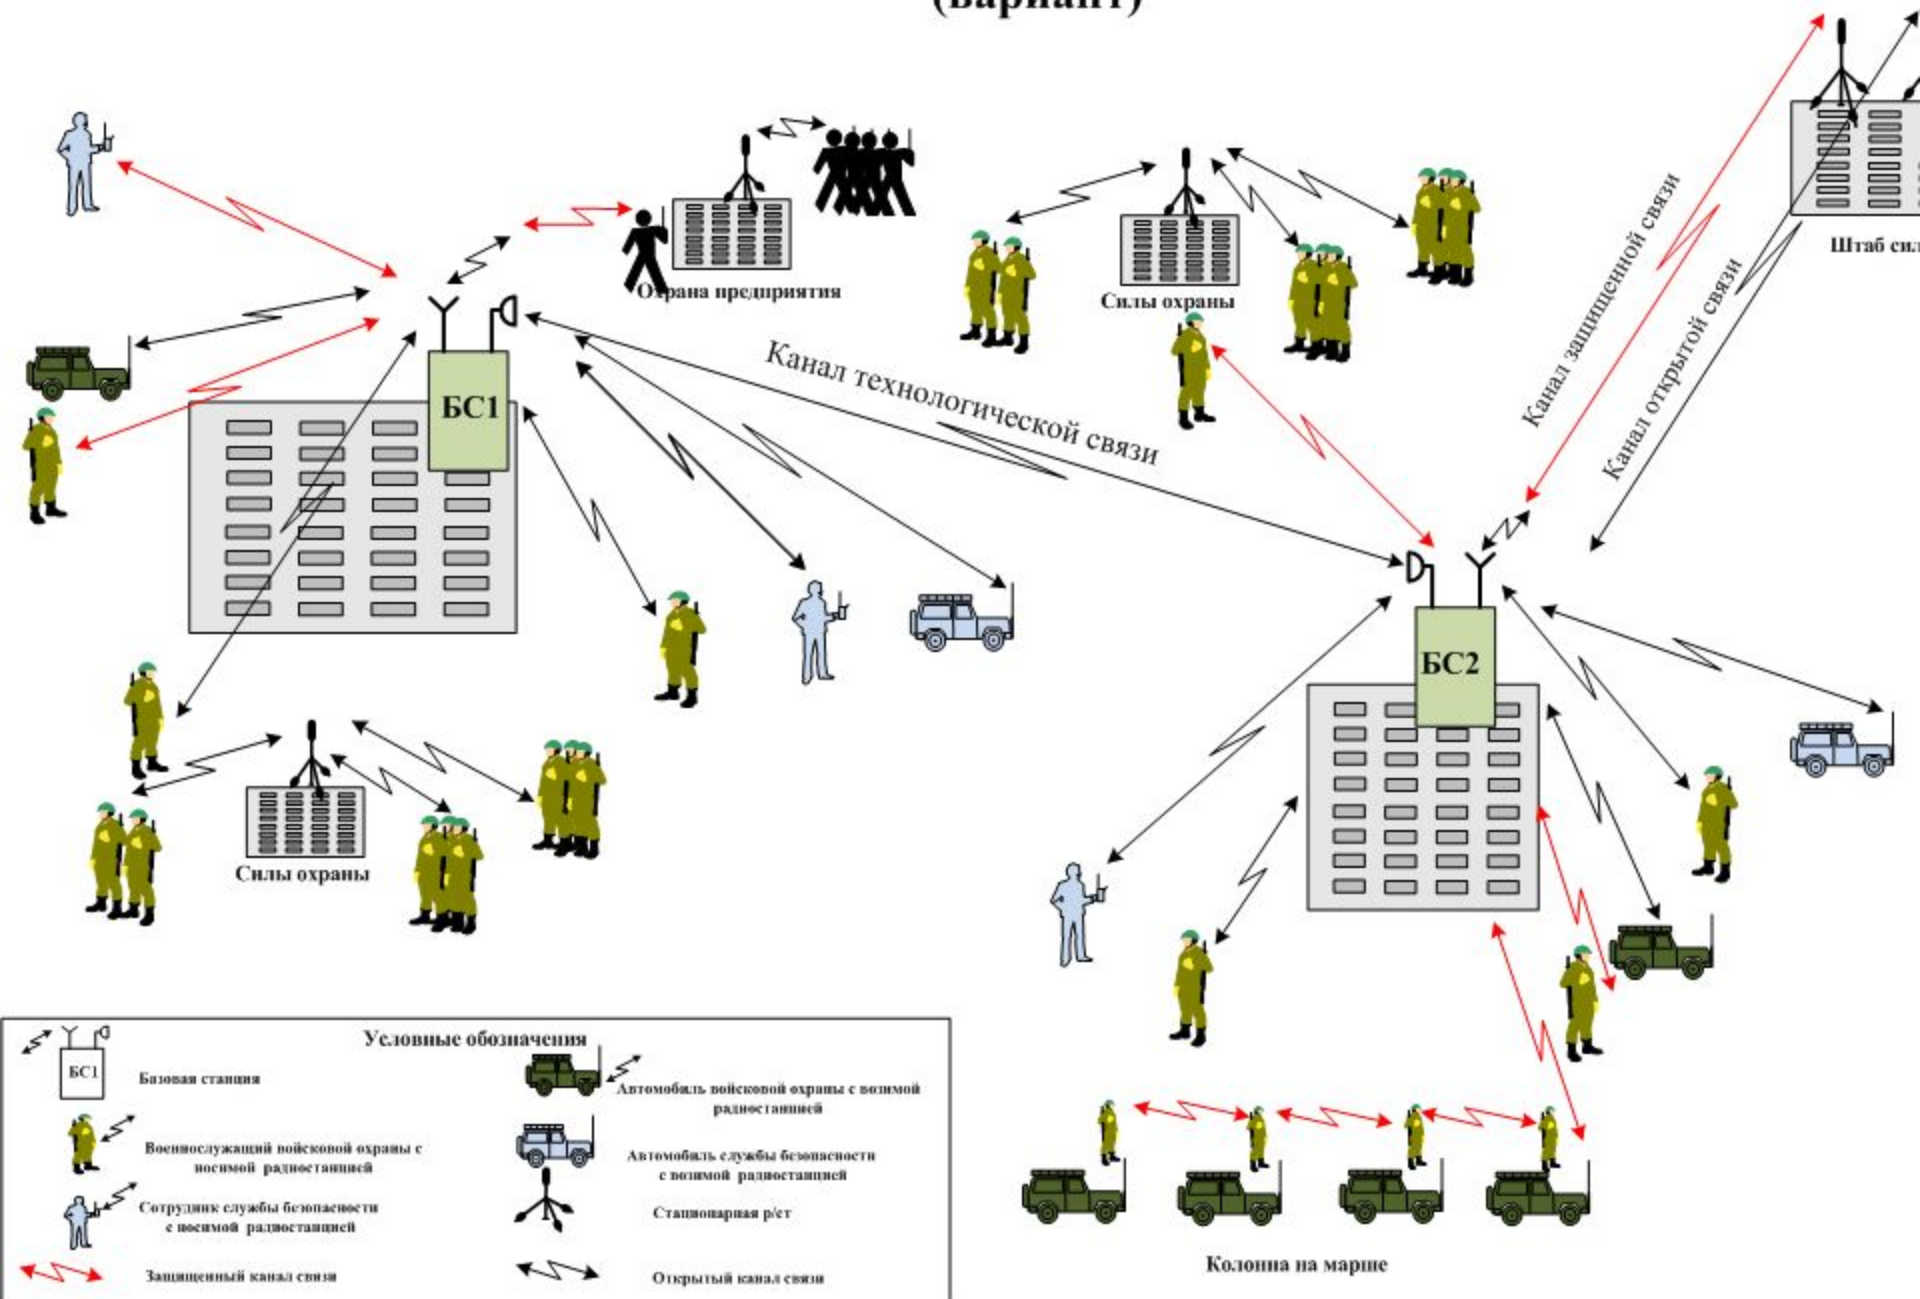 (вариант)
Охрана предприятия
Силы охраны
Штаб сил
Канал защищенной связи
Канал открытой связи
Канал технологической связи
БС1
БС2
Силы охраны
Условные обозначения
БС1
Базовая станция
Автомобиль войсковой охраны с возимой
радиостанцией
Военнослужащий войсковой охраны с
носимой радиостанцией
Автомобиль службы безопасности
с возимой радиостанцией
Сотрудник службы безопасности
с носимой радиостанцией
Стационарная р/ст
Защищенный канал связи
Открытый канал связи
Колонна на марше